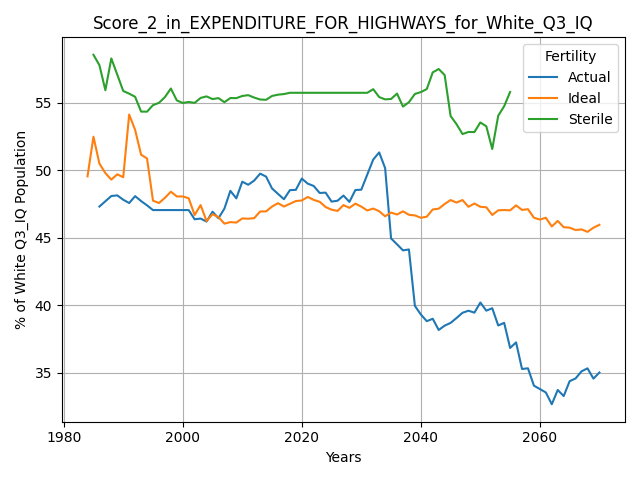 Score_2_in_EXPENDITURE_FOR_HIGHWAYS_for_White_Q3_IQ
Fertility
Actual
Ideal
Sterile
% of White Q3_IQ Population
55
50
45
40
35
1980
2000
2020
2040
2060
Years